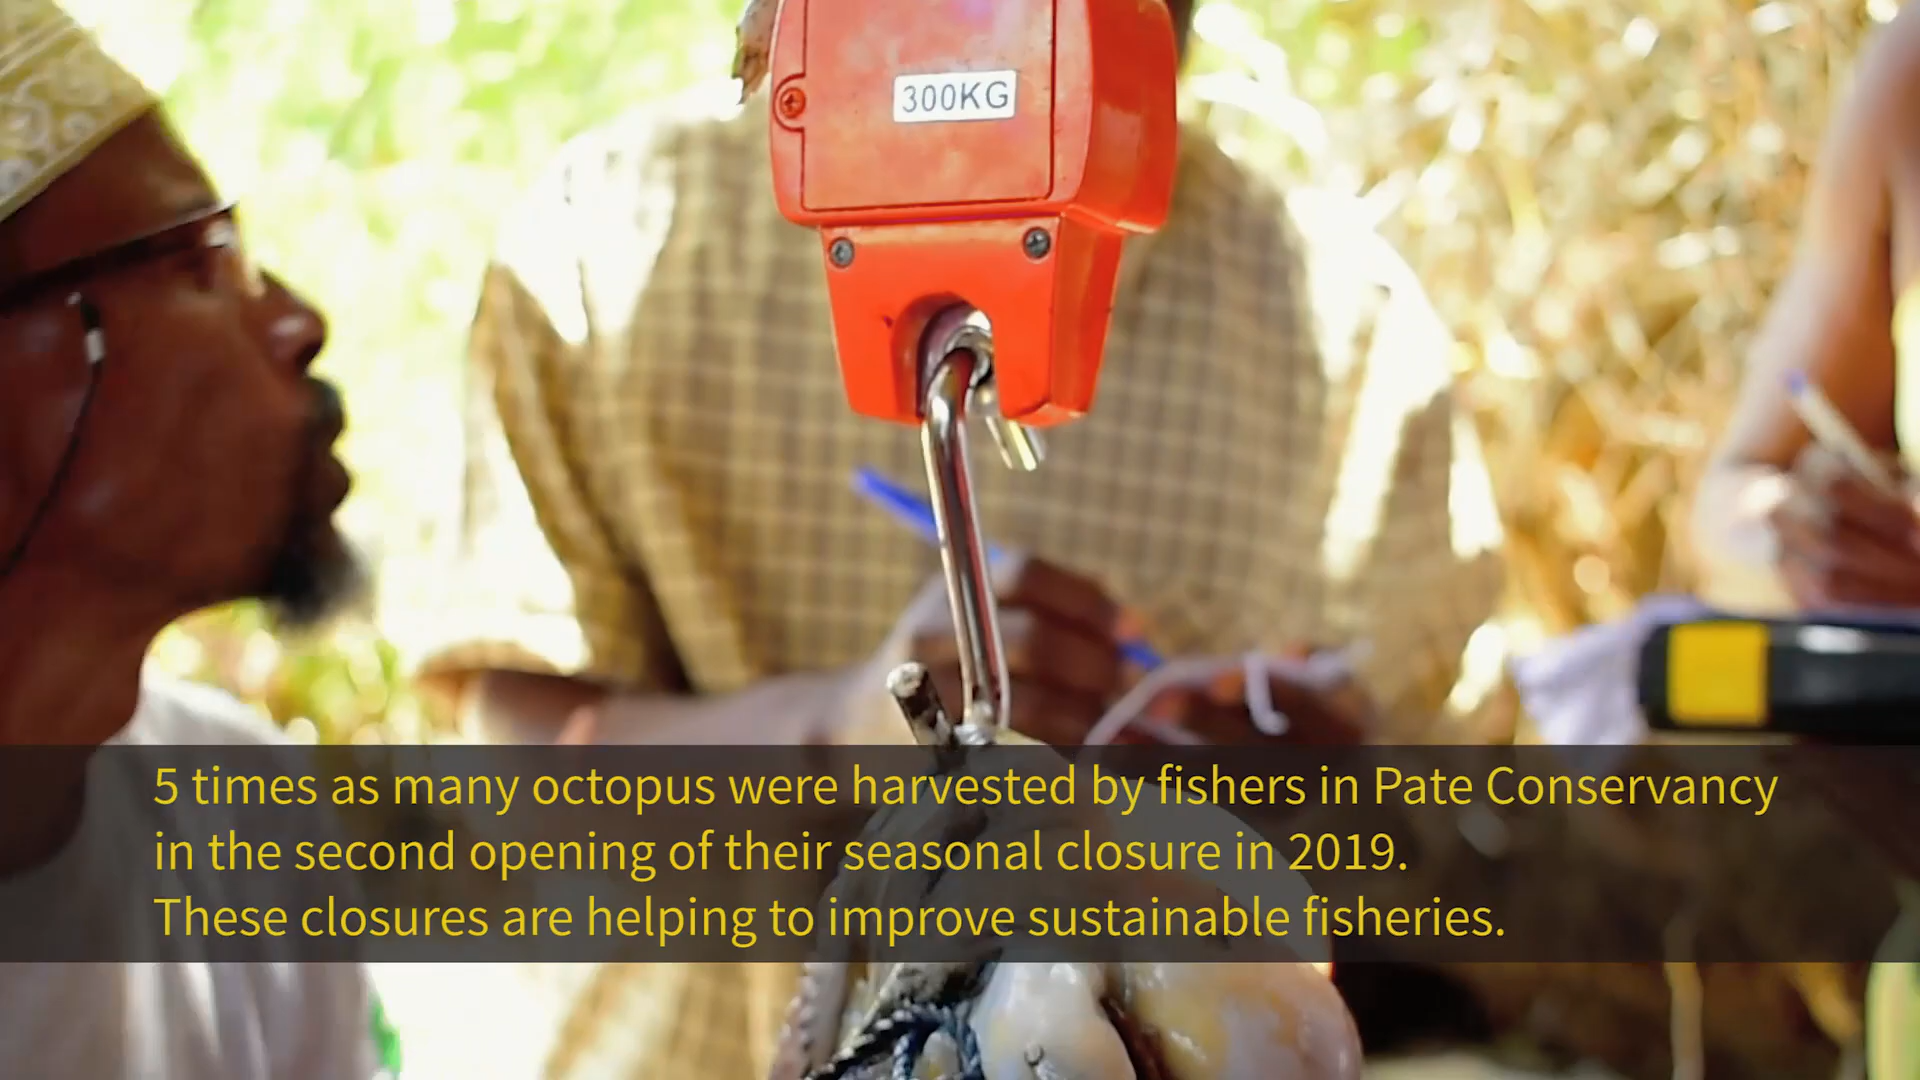 300KG
5 times as many octopus were harvested by fishers in Pate Conservancy
in the second opening of their seasonal closure in 2019.
These closures are helping to improve sustainable fisheries.